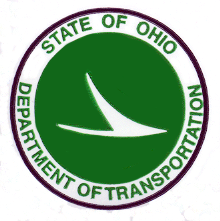 STATE OF OHIO
DEPARTMENT OF TRANSPORTATION